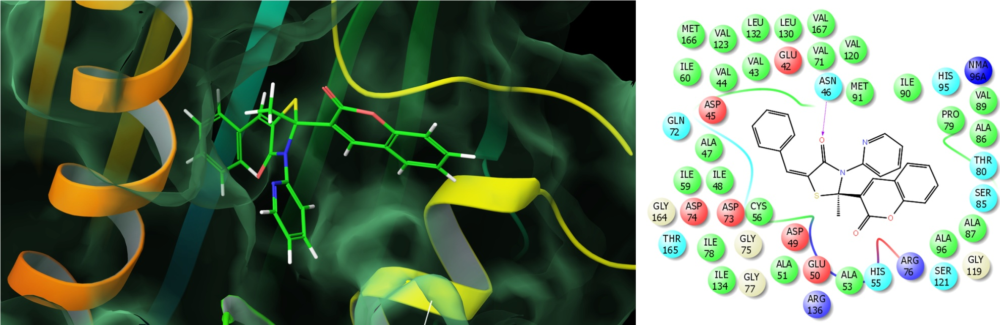 MET 166
VAL 123
LEU 132
LEU 130
VAL 167
ILE 60
VAL 44
VAL 43
GLU 42
VAL 71
VAL 120
ASN 46
MET 91
ILE 90
HIS 95
NMA 96A
ASP 45
VAL 89
GLN 72
PRO 79
ALA 86
ALA 47
O
N
THR 80
ILE 59
ILE 48
N
S
SER 85
GLY 164
ASP 74
ASP 73
CYS 56
O
O
ALA 87
THR 165
ILE 78
GLY 75
ASP 49
ALA 96
ILE 134
GLY 77
ALA 51
GLU 50
ALA 53
HIS 55
ARG 76
SER 121
GLY 119
ARG 136